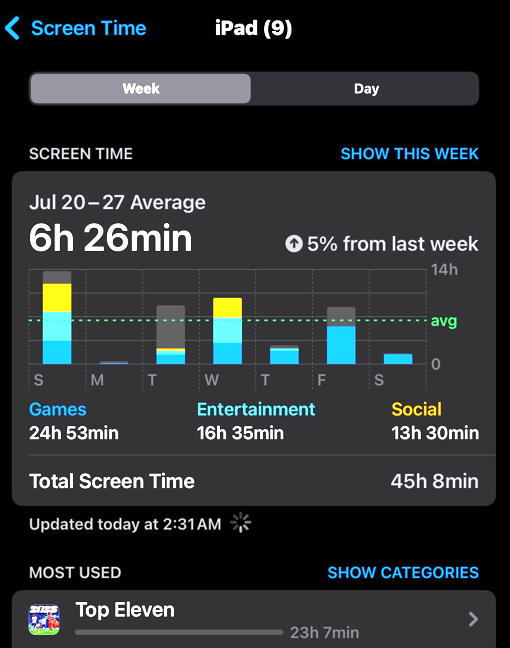 Screen Time
iPad (9)
Week
Day
SCREEN TIME
SHOW THIS WEEK
Jul 20–27 Average
6h 26min
5% from last week
14h
avg
0
S M T W T F S
Games Entertainment Social
24h 53min 16h 35min 13h 30min
Total Screen Time 45h 8min
Updated today at 2:31 AM
MOST USED
SHOW CATEGORIES
Top Eleven
23h 7min